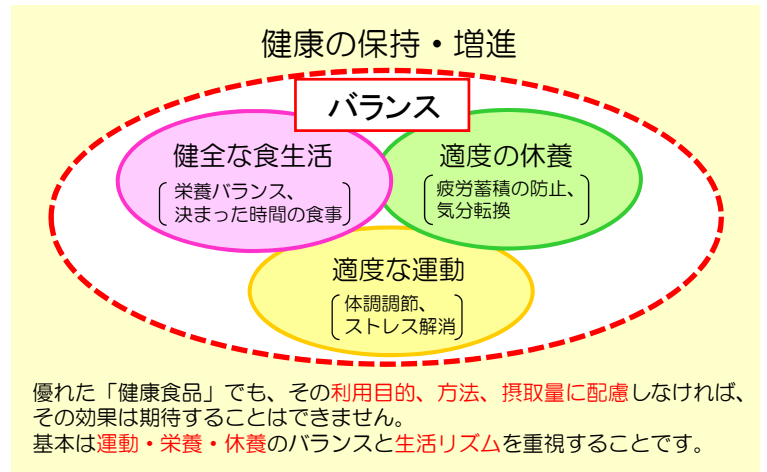 健康の保持・増進
バランス
健全な食生活
栄養バランス、
決まった時間の食事
適度の休養
疲労蓄積の防止、
気分転換
適度な運動
体調調節、
ストレス解消
優れた「健康食品」でも、その利用目的、方法、摂取量に配慮しなければ、
その効果は期待することはできません。
基本は運動・栄養・休養のバランスと生活リズムを重視することです。